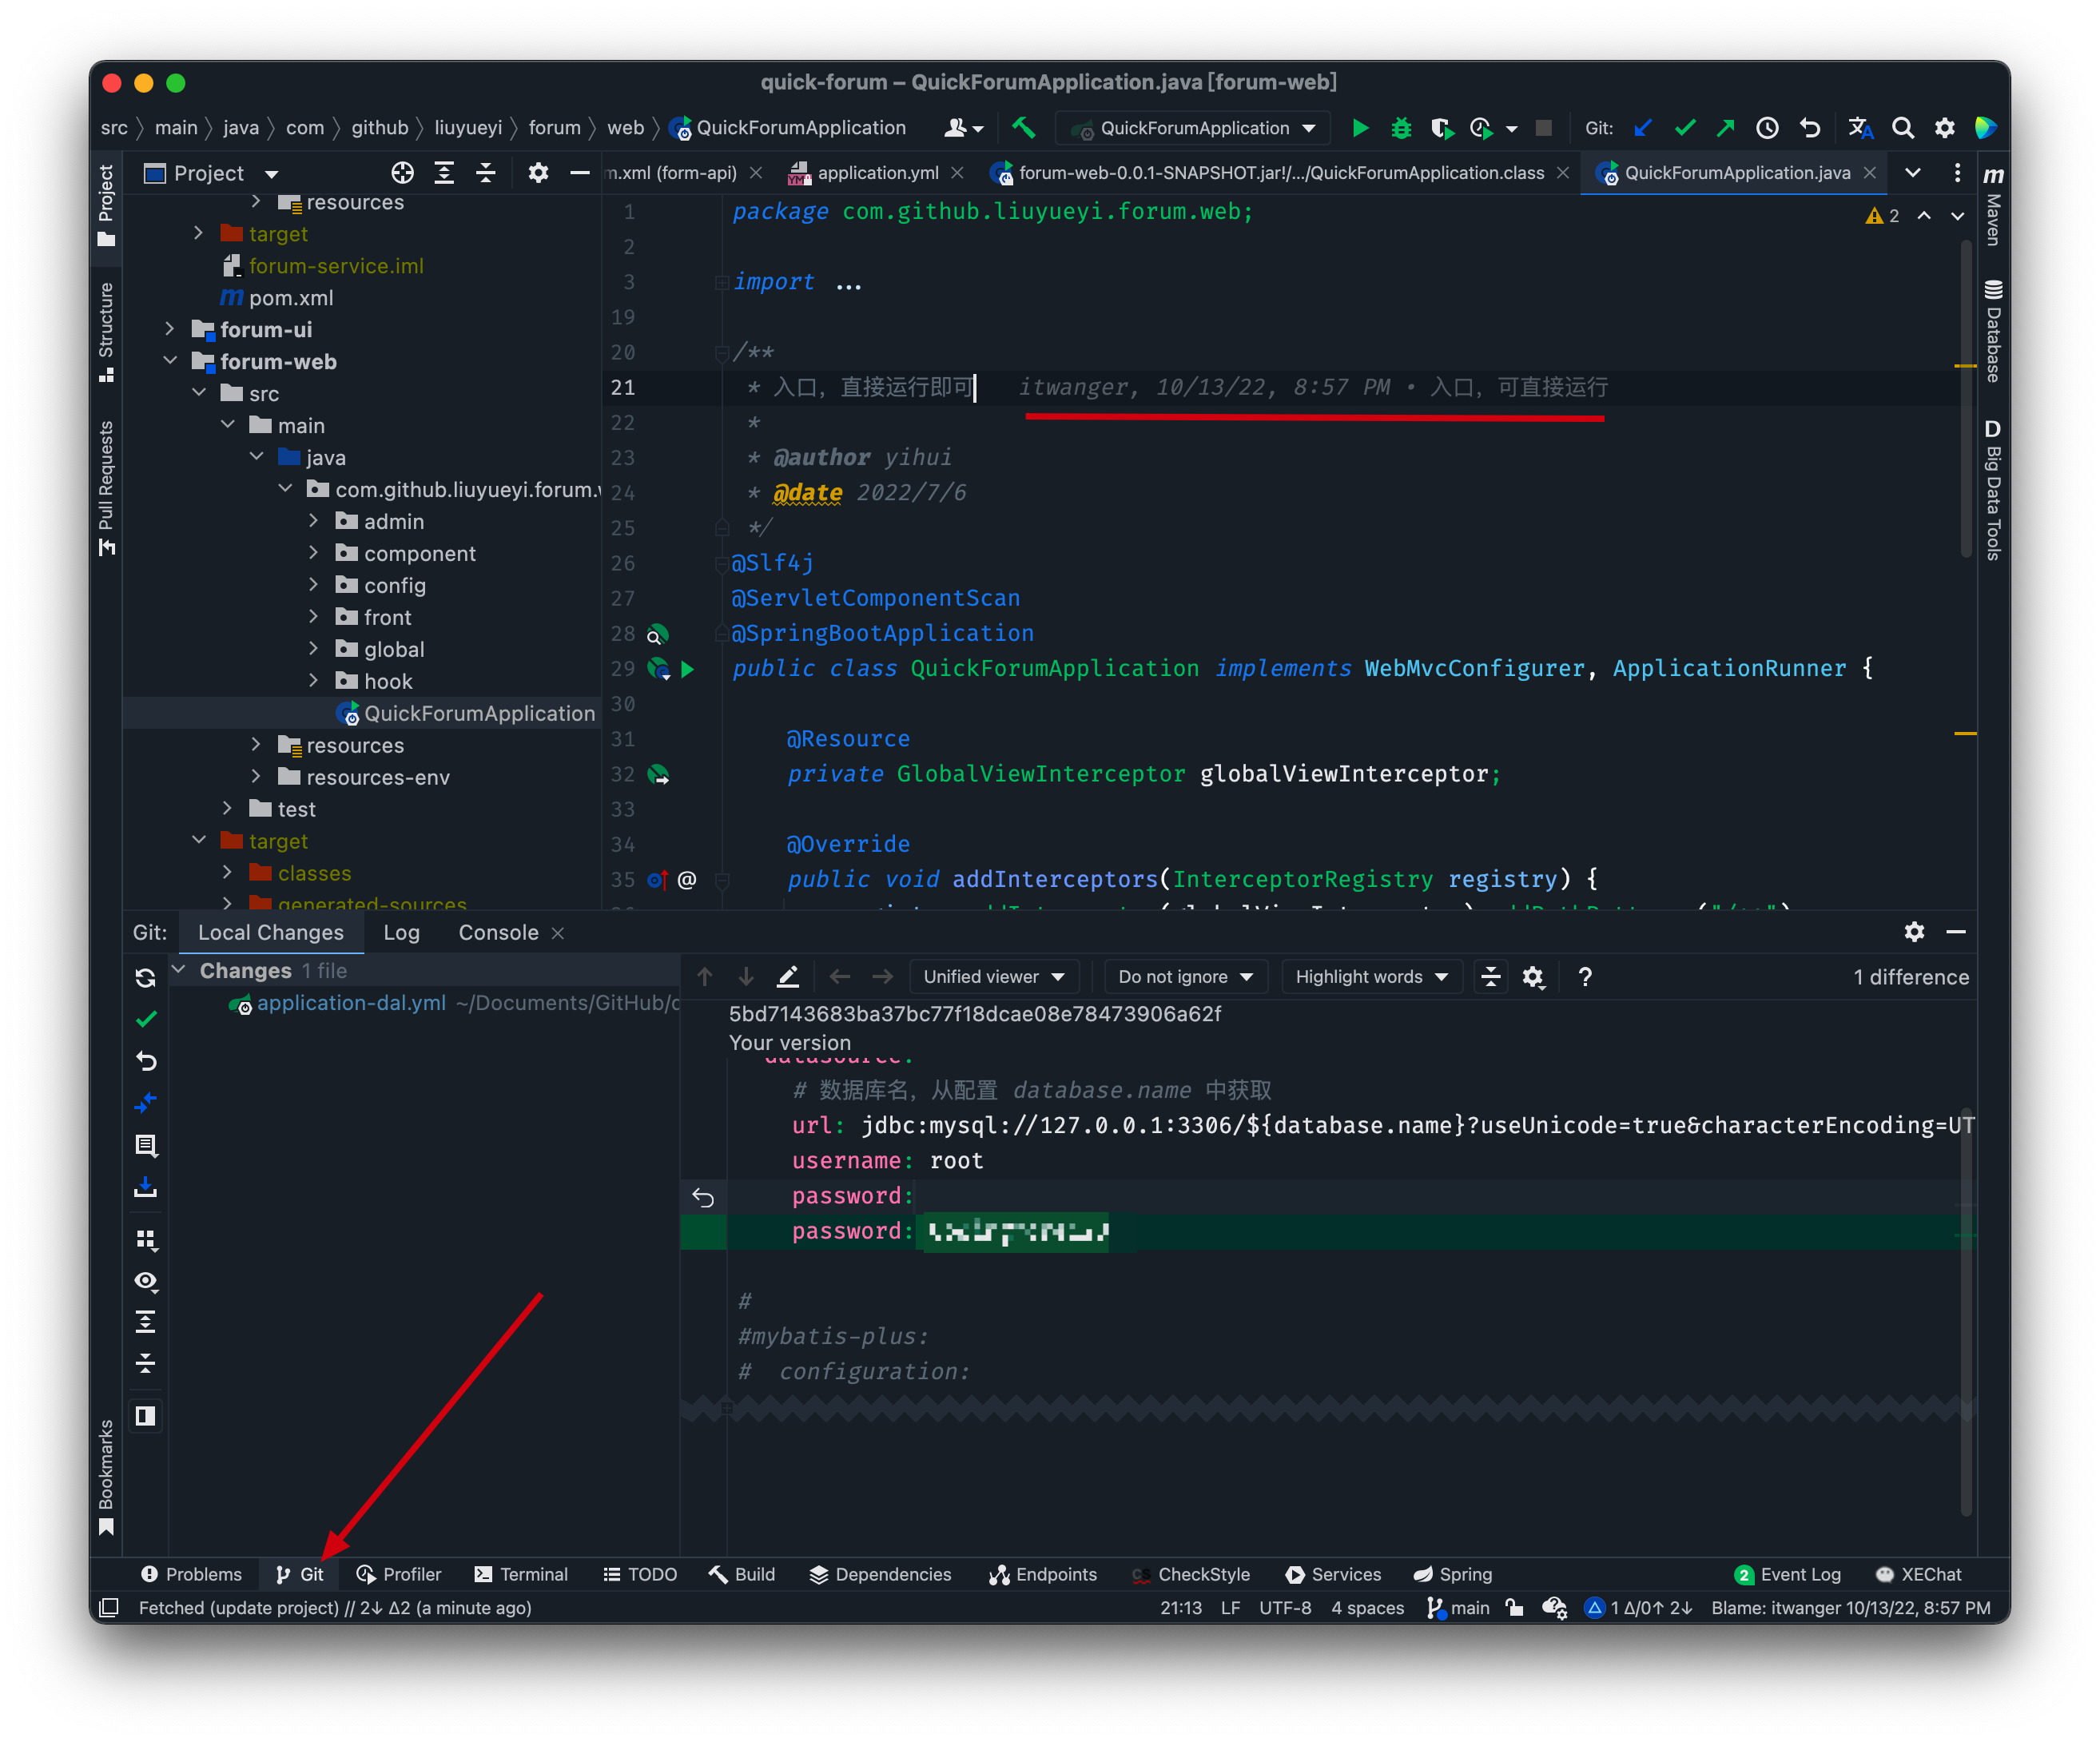 quick-forum – QuickForumApplication.java [forum-web]
src main java com github liuyueyi forum web QuickForumApplication
QuickForumApplication
Git:
Project
m.xml (form-api)
application.yml
forum-web-0.0.1-SNAPSHOT.jar!/.../QuickForumApplication.class
QuickForumApplication.java
Project
Structure
Pull Requests
Bookmarks
resources
target
forum-service.iml
pom.xml
forum-ui
forum-web
src
main
java
com.github.liuyueyi.forum.
admin
component
config
front
global
hook
QuickForumApplication
resources
resources-env
test
target
classes
generated-sources
2
1 package com.github.liuyueyi.forum.web;
2
3 import ...
19
20 /**
21 * 入口，直接运行即可 itwanger, 10/13/22, 8:57 PM • 入口，可直接运行
22 *
23 * @author yihui
24 * @date 2022/7/6
25 */
26 @Slf4j
27 @ServletComponentScan
28 @SpringBootApplication
29 public class QuickForumApplication implements WebMvcConfigurer, ApplicationRunner {
30
31 @Resource
32 private GlobalViewInterceptor globalViewInterceptor;
33
34 @Override
35 @ public void addInterceptors(InterceptorRegistry registry) {
Maven
Database
D Big Data Tools
Git: Local Changes Log Console
Changes 1 file
application-dal.yml ~/Documents/GitHub/
Unified viewer Do not ignore Highlight words ? 1 difference
5bd7143683ba37bc77f18dcae08e78473906a62f
Your version
datasource:
# 数据库名，从配置 database.name 中获取
url: jdbc:mysql://127.0.0.1:3306/${database.name}?useUnicode=true&characterEncoding=UT
username: root
password:
password:
#
#mybatis-plus:
# configuration:
Problems Git Profiler Terminal TODO Build Dependencies Endpoints CheckStyle Services Spring 2 Event Log XEChat
Fetched (update project) // 2↓ Δ2 (a minute ago) 21:13 LF UTF-8 4 spaces main 1 Δ/0↑ 2↓ Blame: itwanger 10/13/22, 8:57 PM